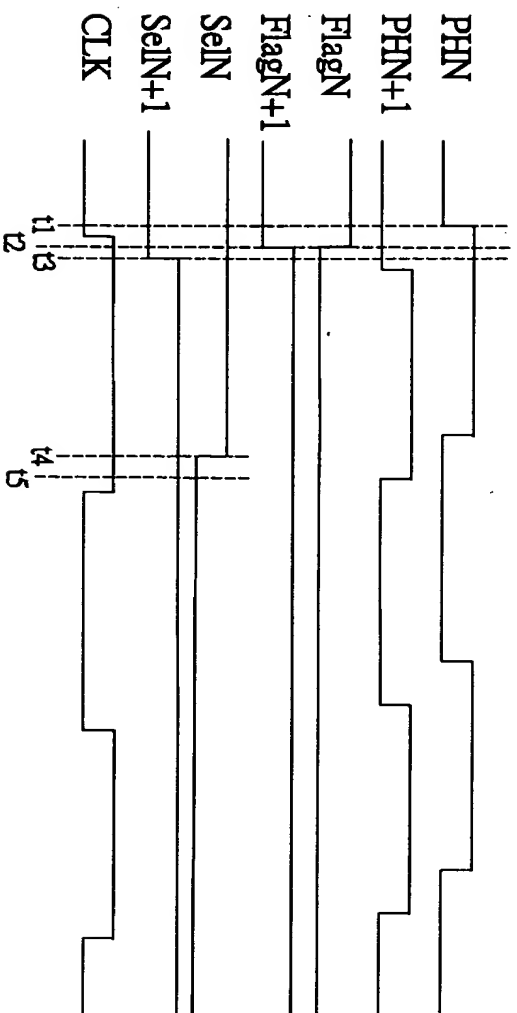 PHN
PHN+1
FlagN
FlagN+1
SelN
SelN+1
CLK
t1
t2
t3
t4
t5